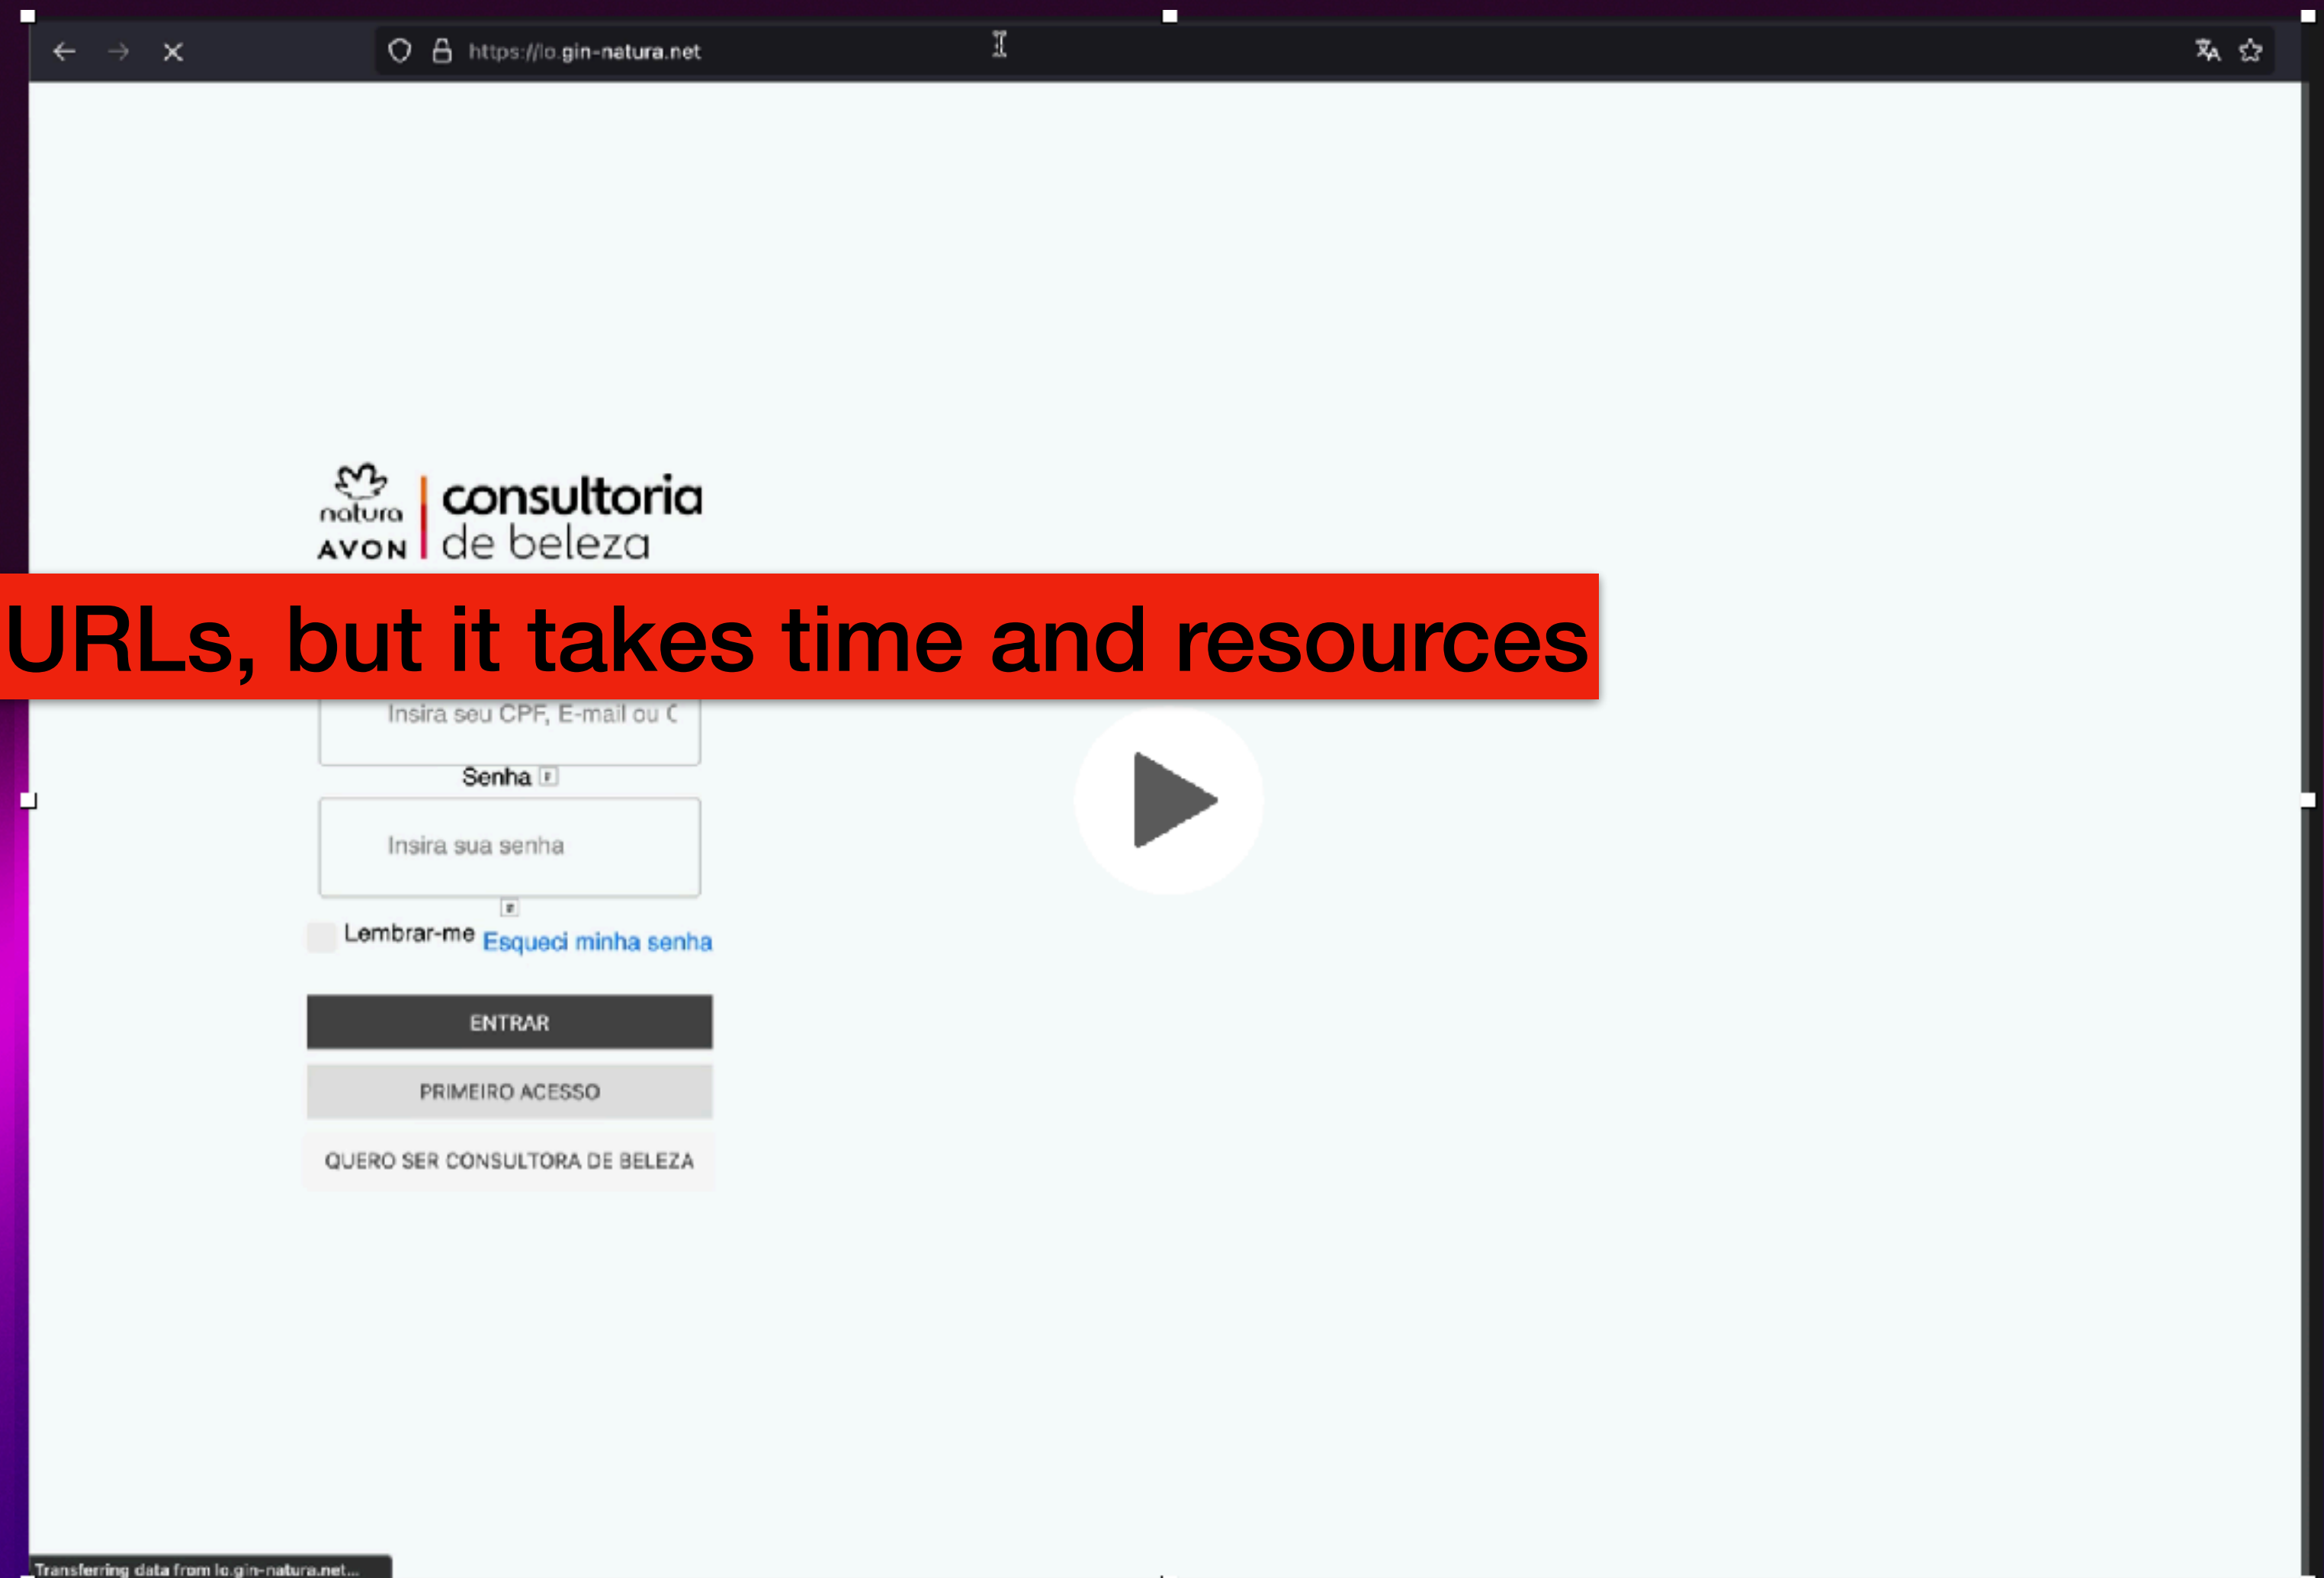 https://lo.gin-natura.net
natura
AVON
consultoria
de beleza
URLs, but it takes time and resources
Insira seu CPF, E-mail ou C
Senha
Insira sua senha
Lembrar-me
Esqueci minha senha
ENTRAR
PRIMEIRO ACESSO
QUERO SER CONSULTORA DE BELEZA
Transferring data from lo.gin-natura.net...